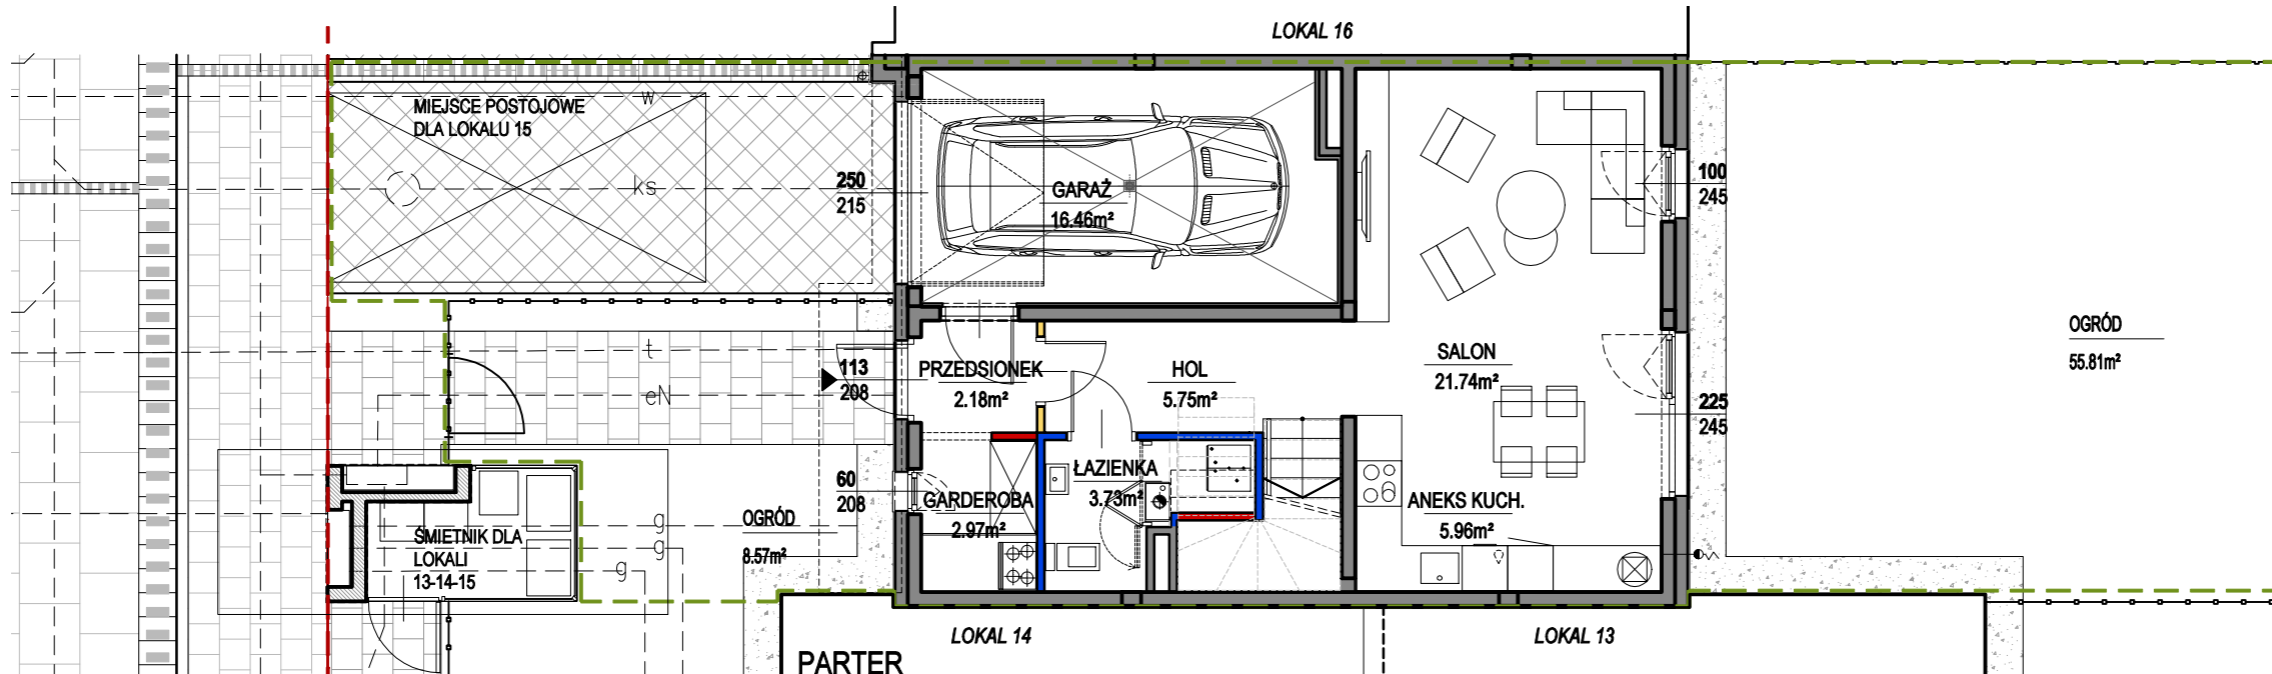 LOKAL 16
MIEJSCE POSTOJOWE
DLA LOKALU 15
w
ks
250
215
GARAŻ
16.46m²
100
245
OGRÓD
55.81m²
t
eN
113
208
PRZEDSIONEK
2.18m²
HOL
5.75m²
SALON
21.74m²
225
245
60
208
GARDEROBA
2.97m²
ŁAZIENKA
3.73m²
ANEKS KUCH.
5.96m²
OGRÓD
8.57m²
g
g
g
ŚMIETNIK DLA
LOKALI
13-14-15
LOKAL 14
LOKAL 13
PARTER